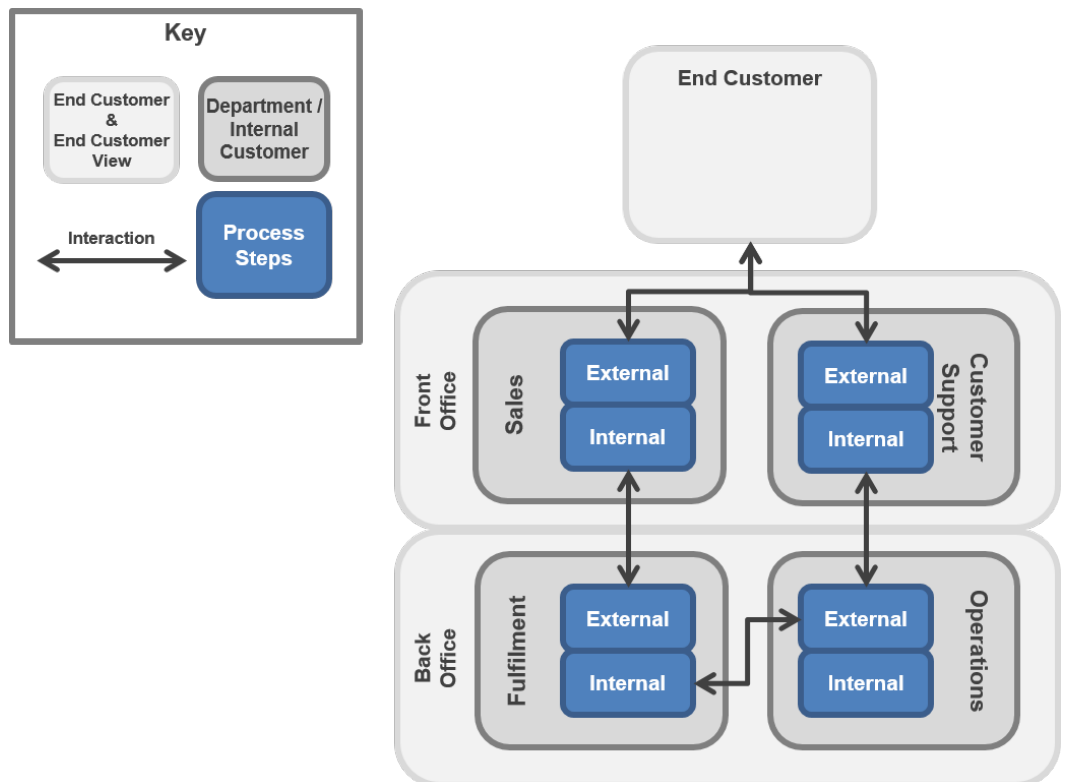 Key
End Customer
&
End Customer
View
Department /
Internal
Customer
Interaction
Process
Steps
End Customer
Front
Office
Sales
External
Internal
External
Internal
Customer
Support
Back
Office
Fulfilment
External
Internal
External
Internal
Operations